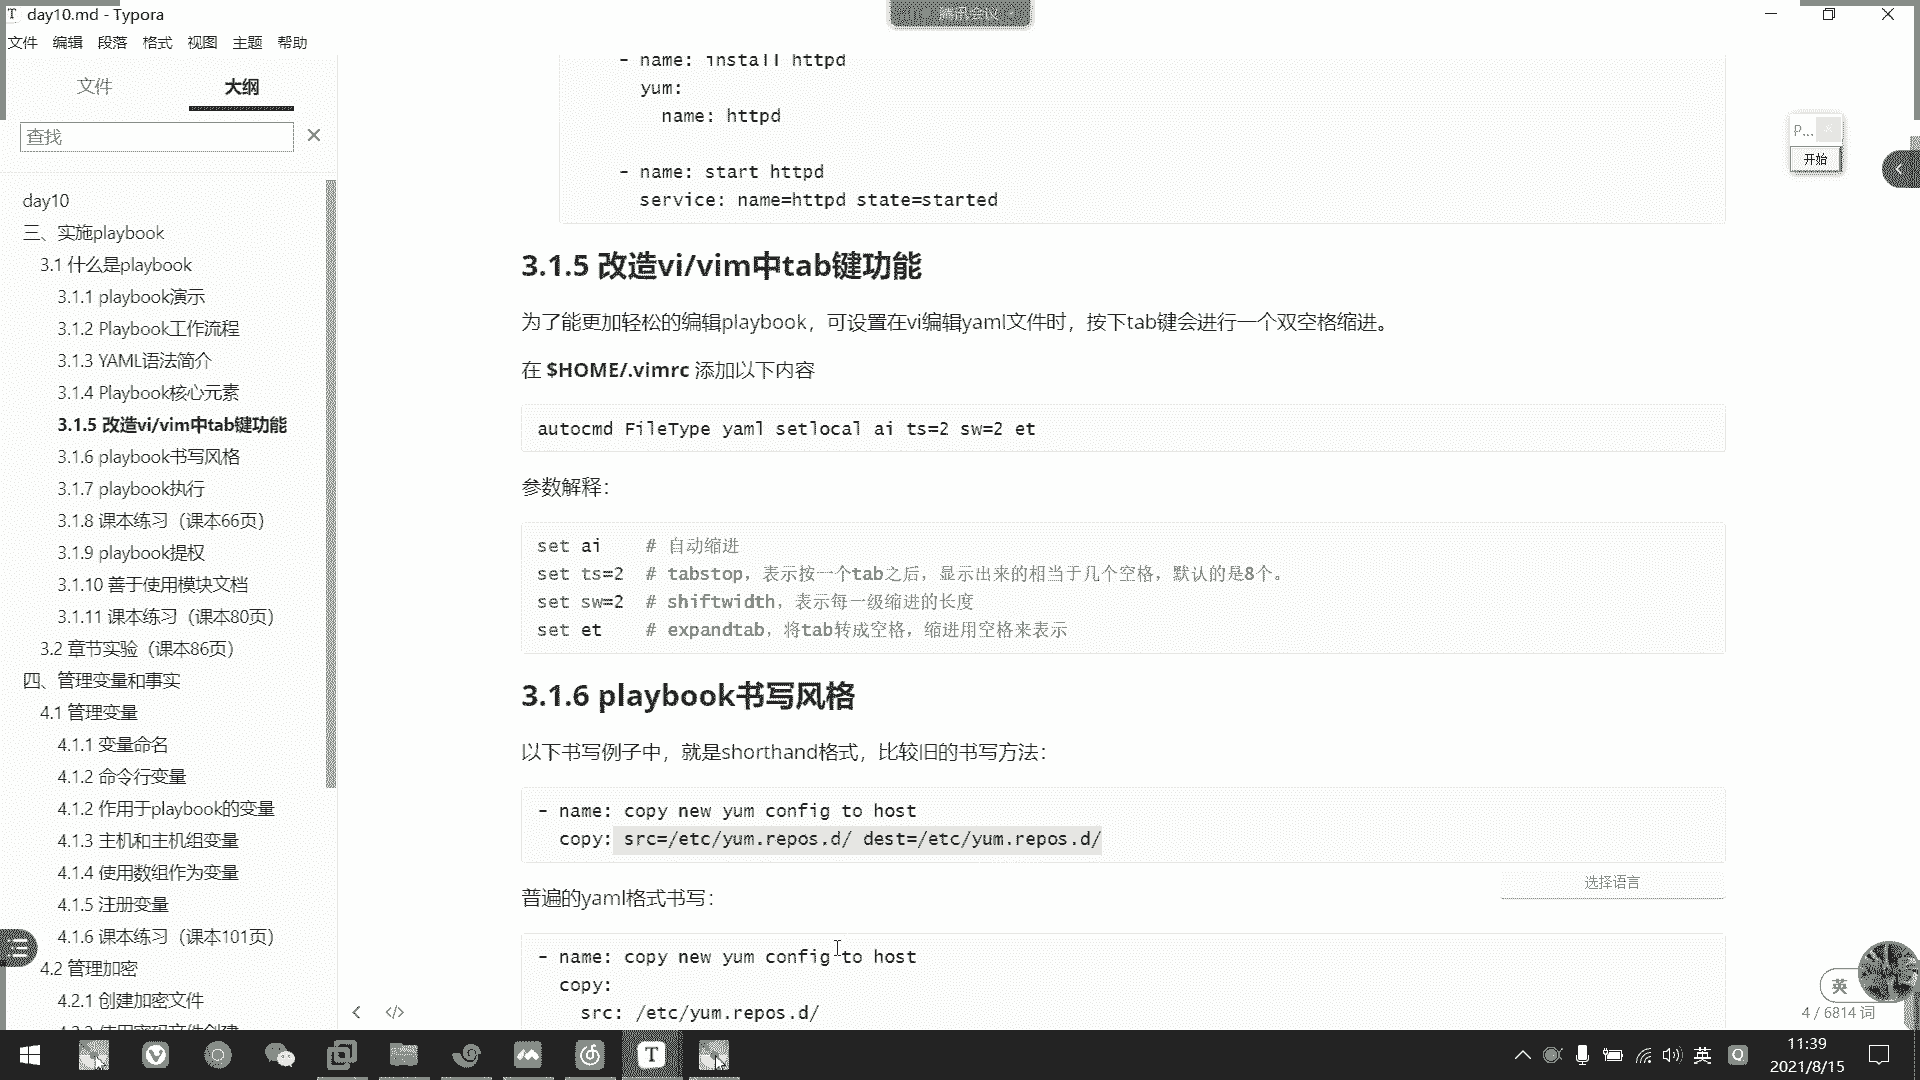 day10.md - Typora
腾讯会议
文件 编辑 段落 格式 视图 主题 帮助
文件 大纲
查找
day10
三、实施playbook
3.1 什么是playbook
3.1.1 playbook演示
3.1.2 Playbook工作流程
3.1.3 YAML语法简介
3.1.4 Playbook核心元素
3.1.5 改造vi/vim中tab键功能
3.1.6 playbook书写风格
3.1.7 playbook执行
3.1.8 课本练习（课本66页）
3.1.9 playbook提权
3.1.10 善于使用模块文档
3.1.11 课本练习（课本80页）
3.2 章节实验（课本86页）
四、管理变量和事实
4.1 管理变量
4.1.1 变量命名
4.1.2 命令行变量
4.1.2 作用于playbook的变量
4.1.3 主机和主机组变量
4.1.4 使用数组作为变量
4.1.5 注册变量
4.1.6 课本练习（课本101页）
4.2 管理加密
4.2.1 创建加密文件
- name: install httpd
yum:
name: httpd
- name: start httpd
service: name=httpd state=started
3.1.5 改造vi/vim中tab键功能
为了能更加轻松的编辑playbook，可设置在vi编辑yaml文件时，按下tab键会进行一个双空格缩进。
在 $HOME/.vimrc 添加以下内容
autocmd FileType yaml setlocal ai ts=2 sw=2 et
参数解释：
set ai # 自动缩进
set ts=2 # tabstop，表示按一个tab之后，显示出来的相当于几个空格，默认的是8个。
set sw=2 # shiftwidth，表示每一级缩进的长度
set et # expandtab，将tab转成空格，缩进用空格来表示
3.1.6 playbook书写风格
以下书写例子中，就是shorthand格式，比较旧的书写方法：
- name: copy new yum config to host
copy: src=/etc/yum.repos.d/ dest=/etc/yum.repos.d/
选择语言
普遍的yaml格式书写：
- name: copy new yum config to host
copy:
src: /etc/yum.repos.d/
P...
开始
英
4 / 6814 词
英
11:39
2021/8/15